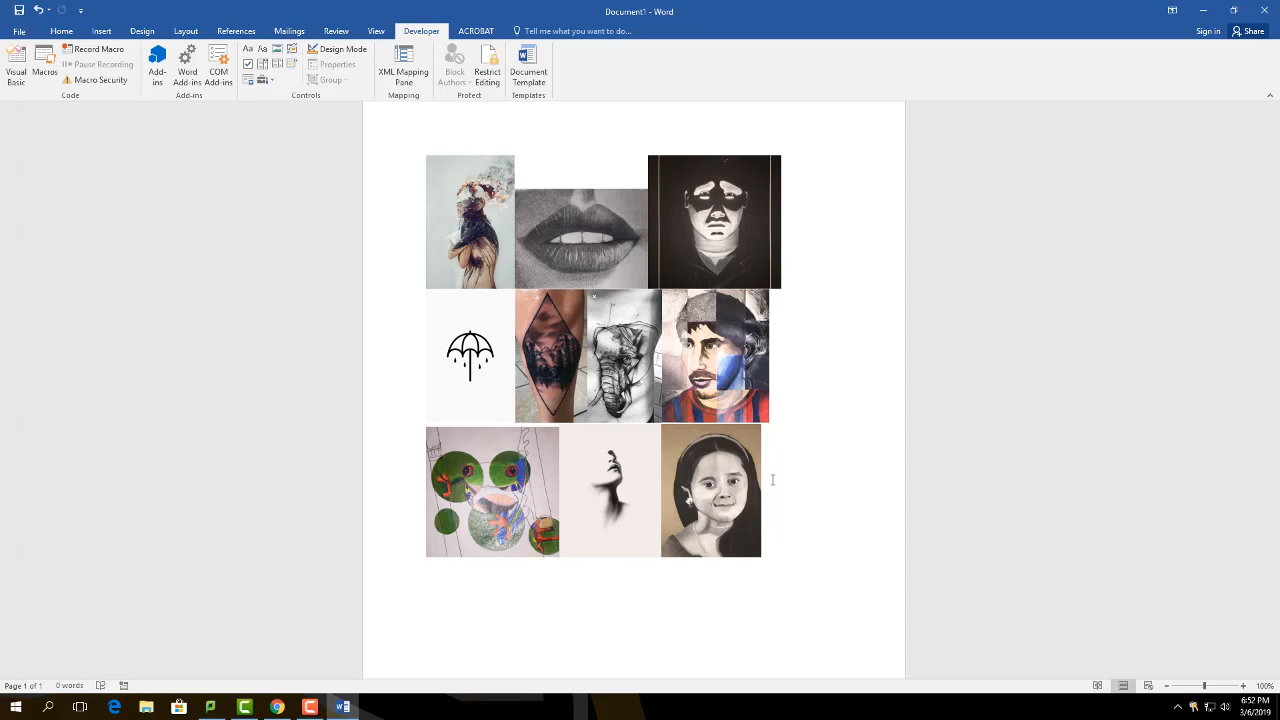 Document1 - Word
File Home Insert Design Layout References Mailings Review View Developer ACROBAT Tell me what you want to do... Sign in Share
Visual Basic
Macros
Record Macro
Pause Recording
Macro Security
Code
Add-ins
Word Add-ins
COM Add-ins
Add-ins
Aa Aa
Design Mode
Properties
Group
Controls
XML Mapping Pane
Mapping
Block Authors
Restrict Editing
Protect
Document Template
Templates
Page 1 of 1 0 words 100%
6:52 PM
3/6/2019